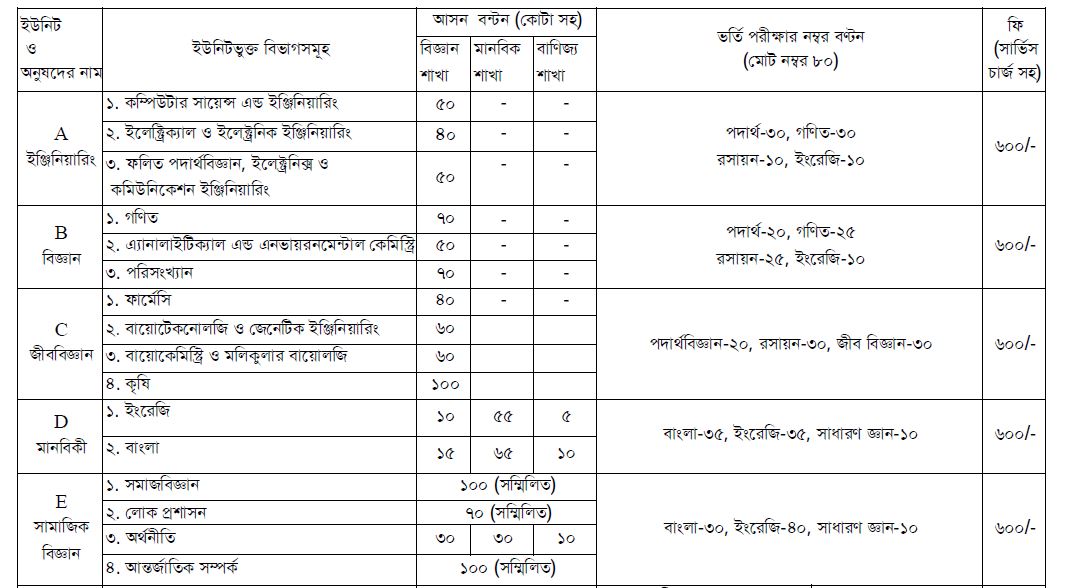 ইউনিট ও অনুষদের নাম | ইউনিটভুক্ত বিভাগসমূহ | আসন বন্টন (কোটা সহ) | ভর্তি পরীক্ষার নম্বর বণ্টন (মোট নম্বর ৮০) | ফি (সার্ভিস চার্জ সহ)
বিজ্ঞান শাখা | মানবিক শাখা | বাণিজ্য শাখা
A ইঞ্জিনিয়ারিং
১. কম্পিউটার সায়েন্স এন্ড ইঞ্জিনিয়ারিং ৫০ - -
২. ইলেক্ট্রিক্যাল ও ইলেক্ট্রনিক ইঞ্জিনিয়ারিং ৪০ - -
৩. ফলিত পদার্থবিজ্ঞান, ইলেক্ট্রনিক্স ও
কমিউনিকেশন ইঞ্জিনিয়ারিং ৫০ - -
পদার্থ-৩০, গণিত-৩০
রসায়ন-১০, ইংরেজি-১০
৬০০/-
B বিজ্ঞান
১. গণিত ৭০ - -
২. এ্যানালাইটিক্যাল এন্ড এনভায়রনমেন্টাল কেমিস্ট্রি ৫০ - -
৩. পরিসংখ্যান ৭০ - -
পদার্থ-২০, গণিত-২৫
রসায়ন-২৫, ইংরেজি-১০
৬০০/-
C জীববিজ্ঞান
১. ফার্মেসি ৪০ - -
২. বায়োটেকনোলজি ও জেনেটিক ইঞ্জিনিয়ারিং ৬০
৩. বায়োকেমিস্ট্রি ও মলিকুলার বায়োলজি ৬০
৪. কৃষি ১০০
পদার্থবিজ্ঞান-২০, রসায়ন-৩০, জীব বিজ্ঞান-৩০
৬০০/-
D মানবিকী
১. ইংরেজি ১০ ৫৫ ৫
২. বাংলা ১৫ ৬৫ ১০
বাংলা-৩৫, ইংরেজি-৩৫, সাধারণ জ্ঞান-১০
৬০০/-
E সামাজিক বিজ্ঞান
১. সমাজবিজ্ঞান ১০০ (সম্মিলিত)
২. লোক প্রশাসন ৭০ (সম্মিলিত)
৩. অর্থনীতি ৩০ ৩০ ১০
৪. আন্তর্জাতিক সম্পর্ক ১০০ (সম্মিলিত)
বাংলা-৩০, ইংরেজি-৪০, সাধারণ জ্ঞান-১০
৬০০/-